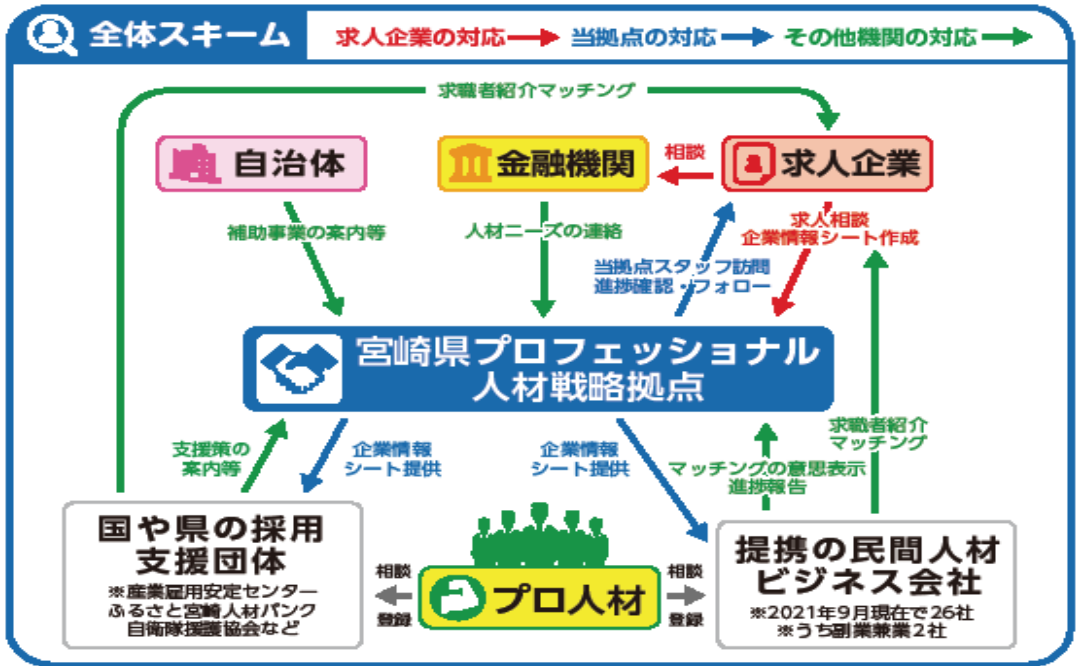 全体スキーム
求人企業の対応
当拠点の対応
その他機関の対応
求職者紹介マッチング
自治体
金融機関
相談
求人企業
補助事業の案内等
人材ニーズの連絡
求人相談
企業情報シート作成
当拠点スタッフ訪問
進捗確認・フォロー
宮崎県プロフェッショナル
人材戦略拠点
支援策の
案内等
企業情報
シート提供
企業情報
シート提供
マッチングの意思表示
進捗報告
求職者紹介
マッチング
国や県の採用
支援団体
※産業雇用安定センター
ふるさと宮崎人材バンク
自衛隊援護協会など
相談
登録
プロ人材
相談
登録
提携の民間人材
ビジネス会社
※2021年9月現在で26社
※うち副業兼業2社